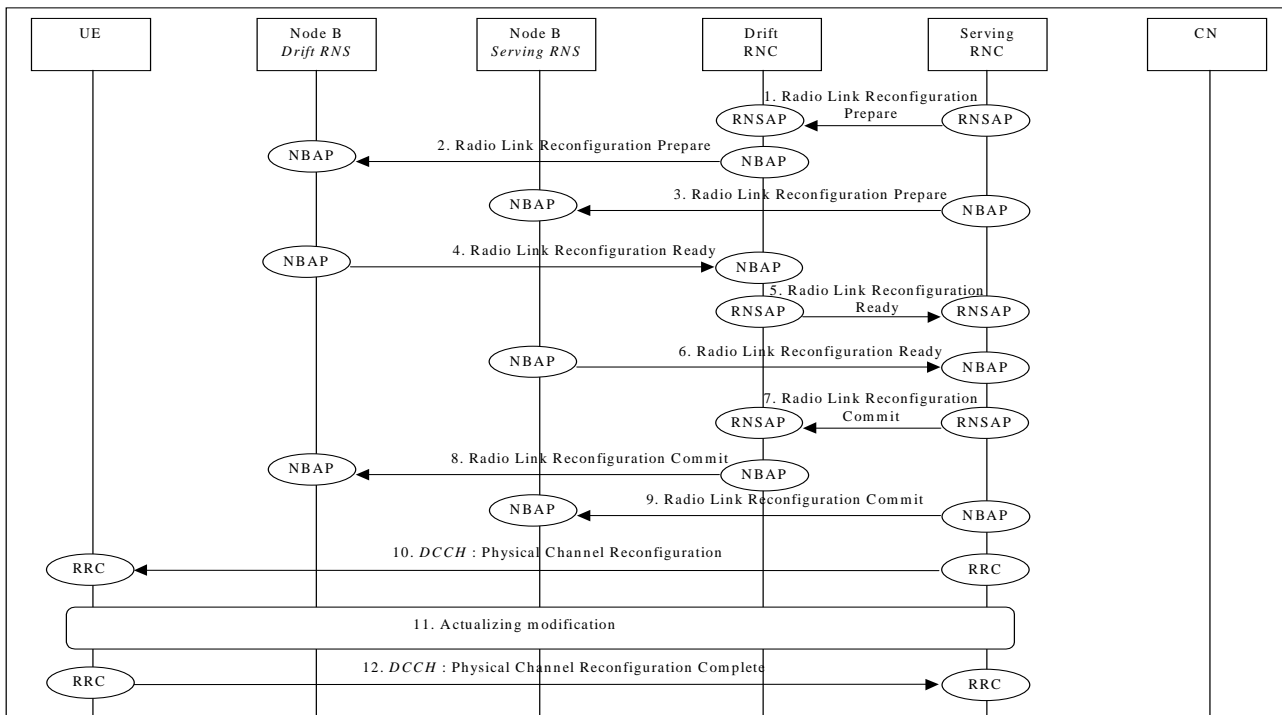 UE
Node B
Drift RNS
Node B
Serving RNS
Drift
RNC
Serving
RNC
CN
1. Radio Link Reconfiguration
Prepare
RNSAP
RNSAP
NBAP
2. Radio Link Reconfiguration Prepare
NBAP
NBAP
3. Radio Link Reconfiguration Prepare
NBAP
NBAP
4. Radio Link Reconfiguration Ready
NBAP
RNSAP
5. Radio Link Reconfiguration
Ready
RNSAP
NBAP
6. Radio Link Reconfiguration Ready
NBAP
7. Radio Link Reconfiguration
Commit
RNSAP
RNSAP
NBAP
8. Radio Link Reconfiguration Commit
NBAP
NBAP
9. Radio Link Reconfiguration Commit
NBAP
RRC
10. DCCH : Physical Channel Reconfiguration
RRC
11. Actualizing modification
RRC
12. DCCH : Physical Channel Reconfiguration Complete
RRC